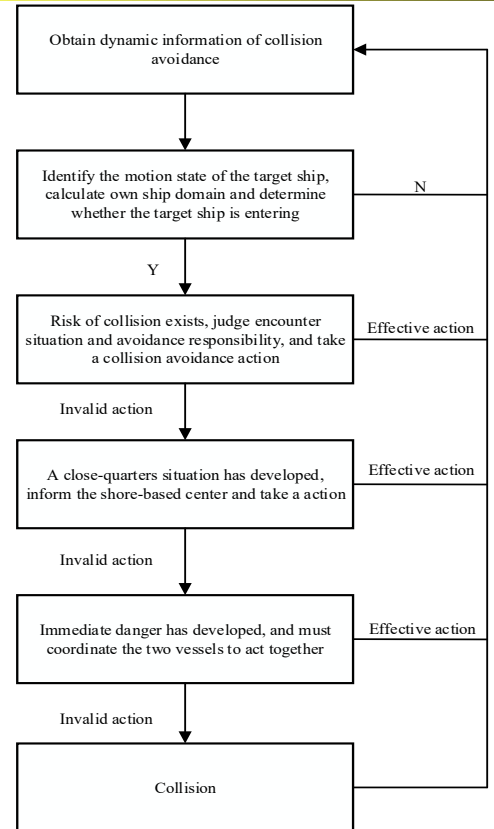 Obtain dynamic information of collision
avoidance
Identify the motion state of the target ship,
calculate own ship domain and determine
whether the target ship is entering
N
Y
Risk of collision exists, judge encounter
situation and avoidance responsibility, and take
a collision avoidance action
Effective action
Invalid action
A close-quarters situation has developed,
inform the shore-based center and take a action
Effective action
Invalid action
Immediate danger has developed, and must
coordinate the two vessels to act together
Effective action
Invalid action
Collision